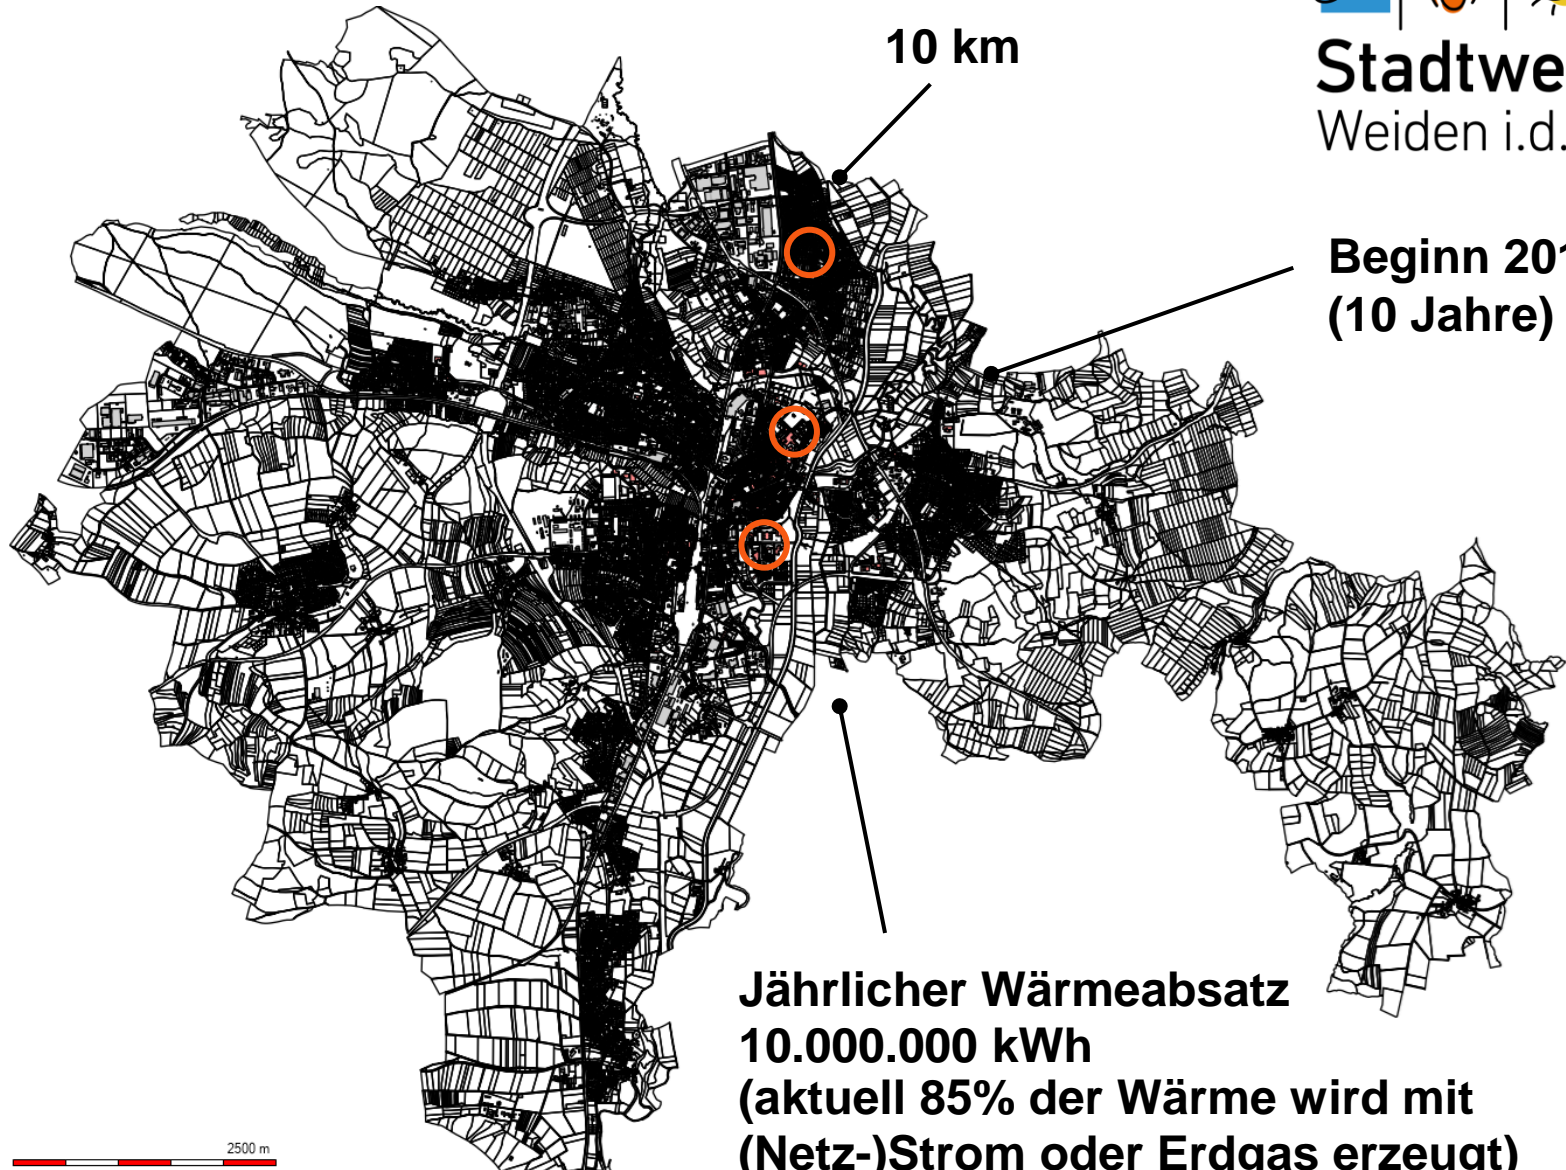 10 km
Stadtwe
Weiden i.d.
Beginn 201
(10 Jahre)
Jährlicher Wärmeabsatz
10.000.000 kWh
(aktuell 85% der Wärme wird mit
(Netz-)Strom oder Erdgas erzeugt)
2500 m